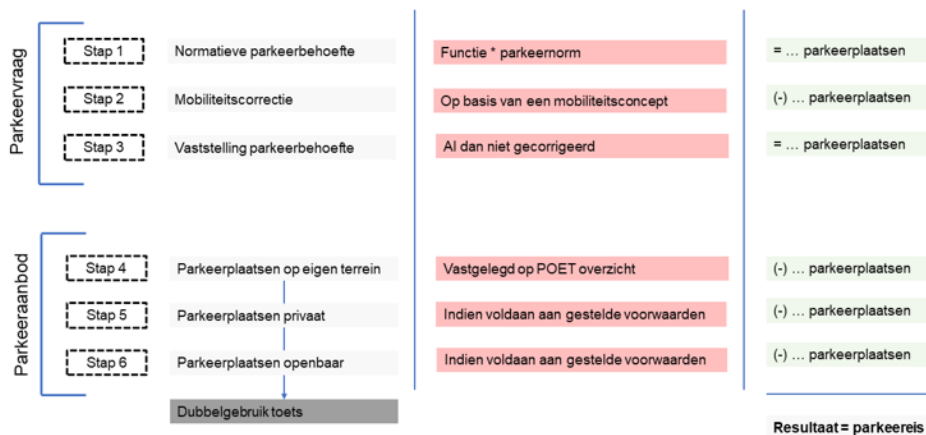 Parkeervraag
Stap 1 Normatieve parkeerbehoefte Functie * parkeernorm = ... parkeerplaatsen
Stap 2 Mobiliteitscorrectie Op basis van een mobiliteitsconcept (-) ... parkeerplaatsen
Stap 3 Vaststelling parkeerbehoefte Al dan niet gecorrigeerd = ... parkeerplaatsen
Parkeeraanbod
Stap 4 Parkeerplaatsen op eigen terrein Vastgelegd op POET overzicht (-) ... parkeerplaatsen
Stap 5 Parkeerplaatsen privaat Indien voldaan aan gestelde voorwaarden (-) ... parkeerplaatsen
Stap 6 Parkeerplaatsen openbaar Indien voldaan aan gestelde voorwaarden (-) ... parkeerplaatsen
Dubbelgebruik toets
Resultaat = parkeereis